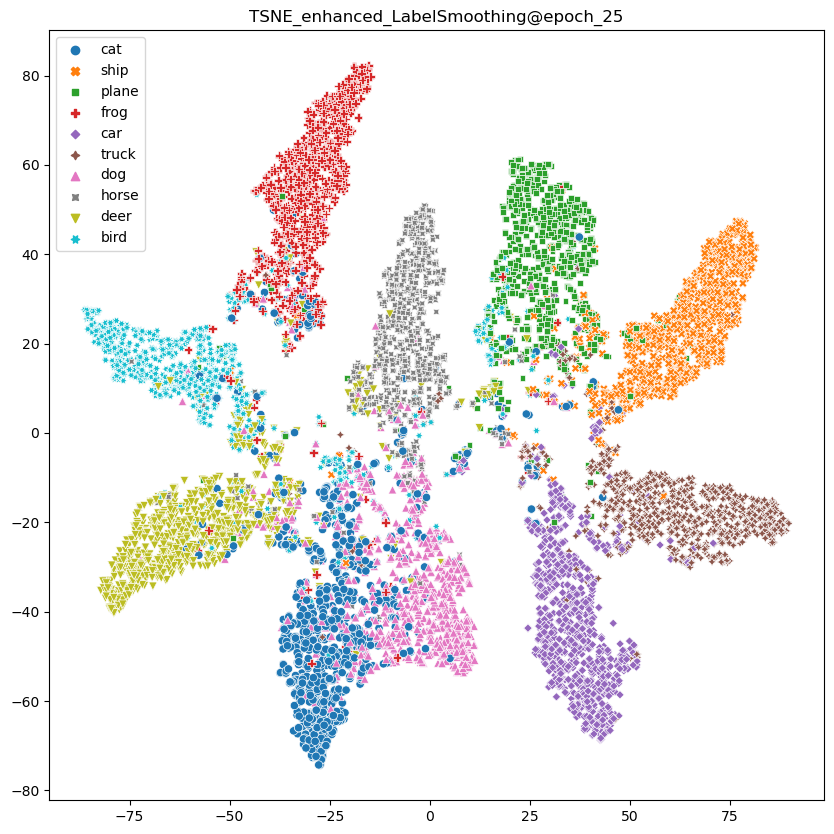 TSNE_enhanced_LabelSmoothing@epoch_25
cat
ship
plane
frog
car
truck
dog
horse
deer
bird
80
60
40
20
0
−20
−40
−60
−80
−75
−50
−25
0
25
50
75